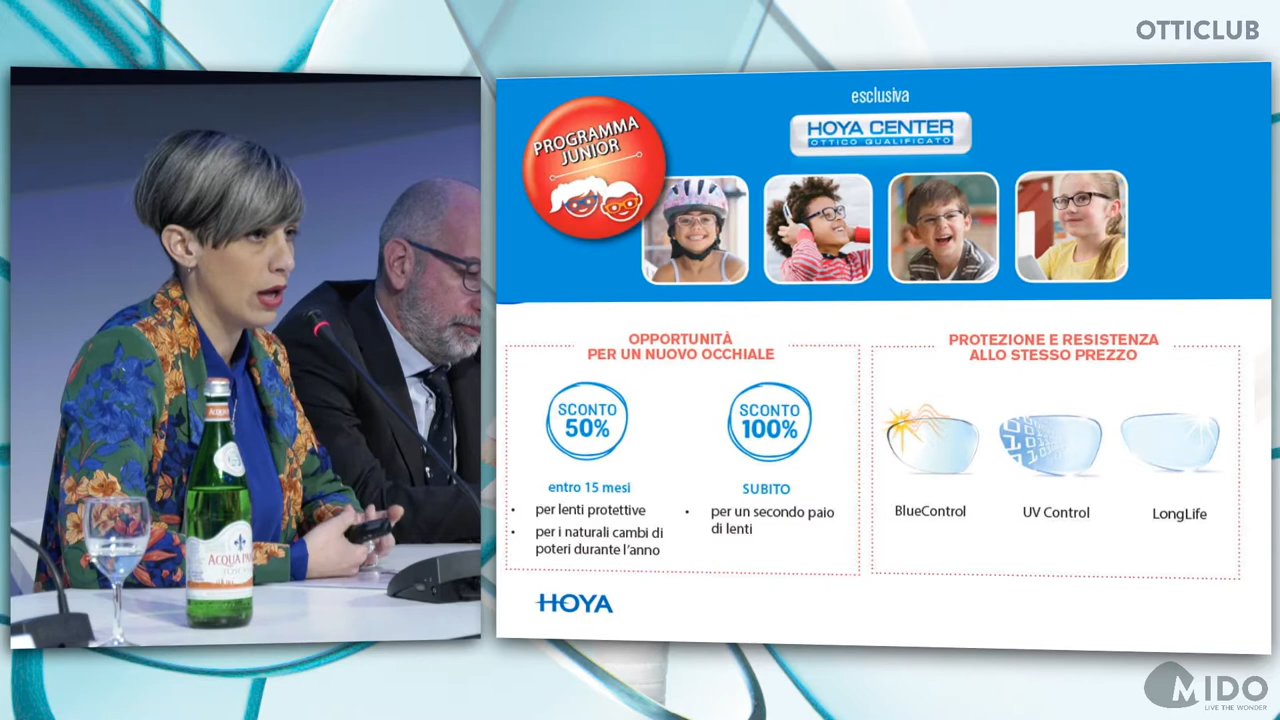 OTTICLUB
esclusiva
HOYA CENTER
OTTICO QUALIFICATO
PROGRAMMA
JUNIOR
OPPORTUNITÀ
PER UN NUOVO OCCHIALE
SCONTO
50%
SCONTO
100%
entro 15 mesi
• per lenti protettive
• per i naturali cambi di
poteri durante l'anno
SUBITO
• per un secondo paio
di lenti
PROTEZIONE E RESISTENZA
ALLO STESSO PREZZO
BlueControl
UV Control
LongLife
HOYA
ACQUA PA
MIDO
LIVE THE WONDER